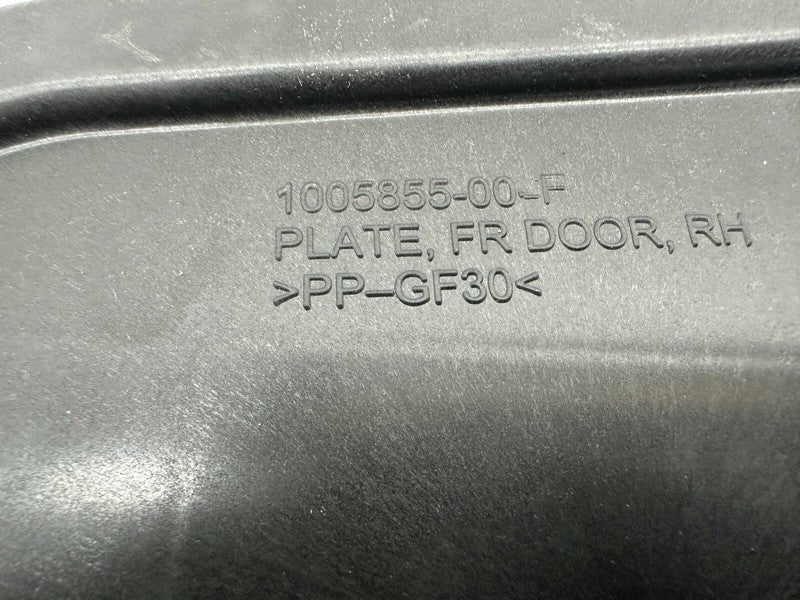 1005855-00-F
PLATE, FR DOOR, RH
>PP–GF30<